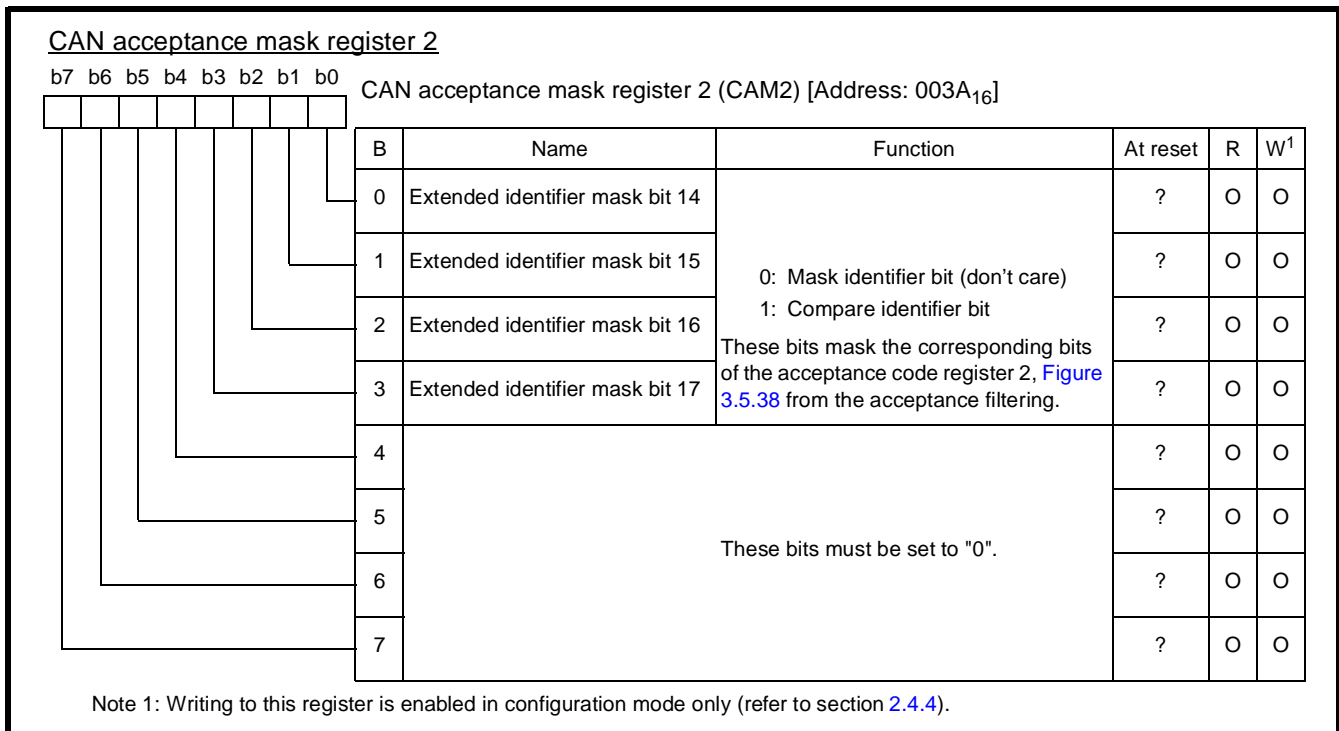 CAN acceptance mask register 2
b7 b6 b5 b4 b3 b2 b1 b0
CAN acceptance mask register 2 (CAM2) [Address: 003A16]
B Name Function At reset R W1
0 Extended identifier mask bit 14 ? O O
1 Extended identifier mask bit 15 ? O O
0: Mask identifier bit (don't care)
1: Compare identifier bit
2 Extended identifier mask bit 16 ? O O
These bits mask the corresponding bits
of the acceptance code register 2, Figure
3 Extended identifier mask bit 17 ? O O
3.5.38 from the acceptance filtering.
4 ? O O
5 ? O O
These bits must be set to "0".
6 ? O O
7 ? O O
Note 1: Writing to this register is enabled in configuration mode only (refer to section 2.4.4).